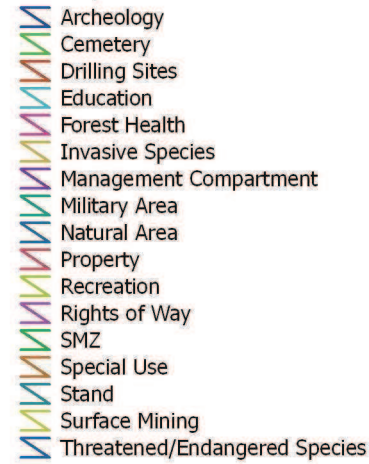 Archeology
Cemetery
Drilling Sites
Education
Forest Health
Invasive Species
Management Compartment
Military Area
Natural Area
Property
Recreation
Rights of Way
SMZ
Special Use
Stand
Surface Mining
Threatened/Endangered Species